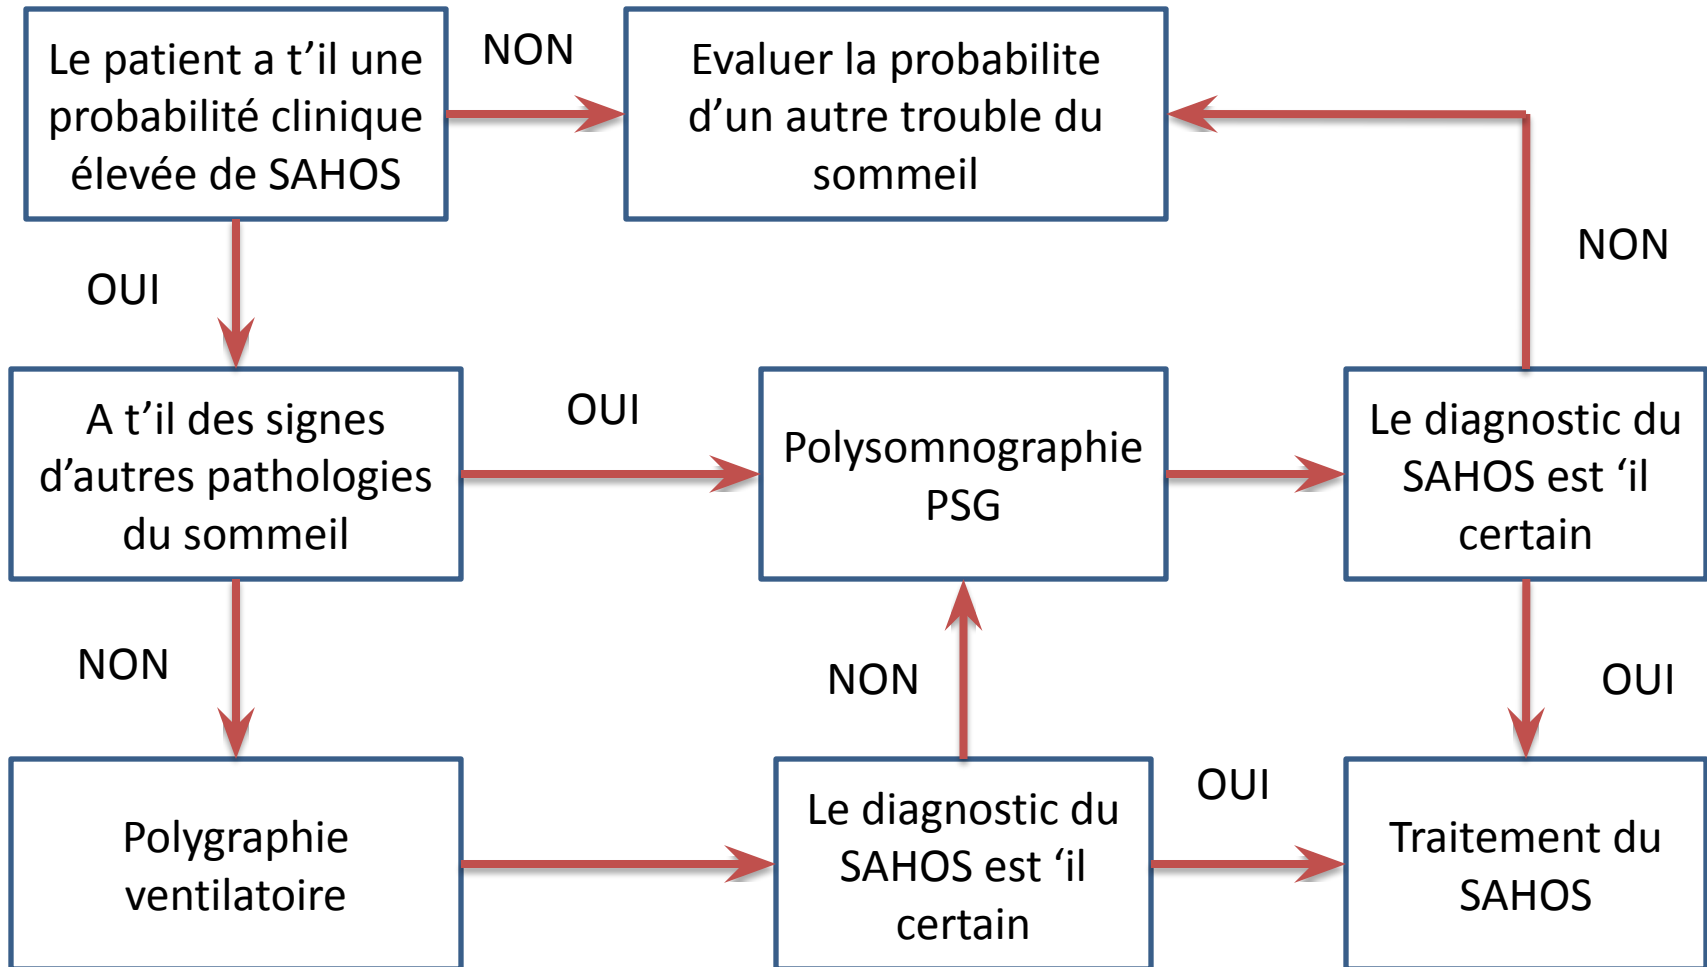 Le patient a t’il une
probabilité clinique
élevée de SAHOS
NON
Evaluer la probabilite
d’un autre trouble du
sommeil
NON
OUI
A t’il des signes
d’autres pathologies
du sommeil
OUI
Polysomnographie
PSG
Le diagnostic du
SAHOS est ‘il
certain
NON
NON
OUI
Polygraphie
ventilatoire
Le diagnostic du
SAHOS est ‘il
certain
OUI
Traitement du
SAHOS